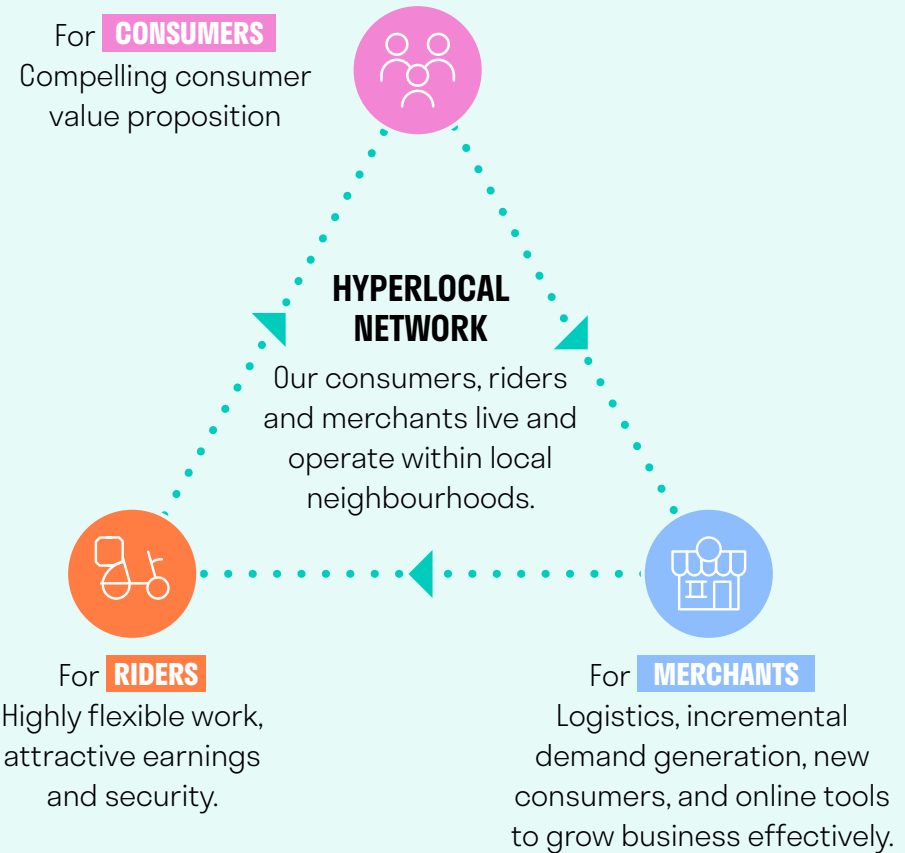 For CONSUMERS
Compelling consumer
value proposition
HYPERLOCAL
NETWORK
Our consumers, riders
and merchants live and
operate within local
neighbourhoods.
For RIDERS
Highly flexible work,
attractive earnings
and security.
For MERCHANTS
Logistics, incremental
demand generation, new
consumers, and online tools
to grow business effectively.